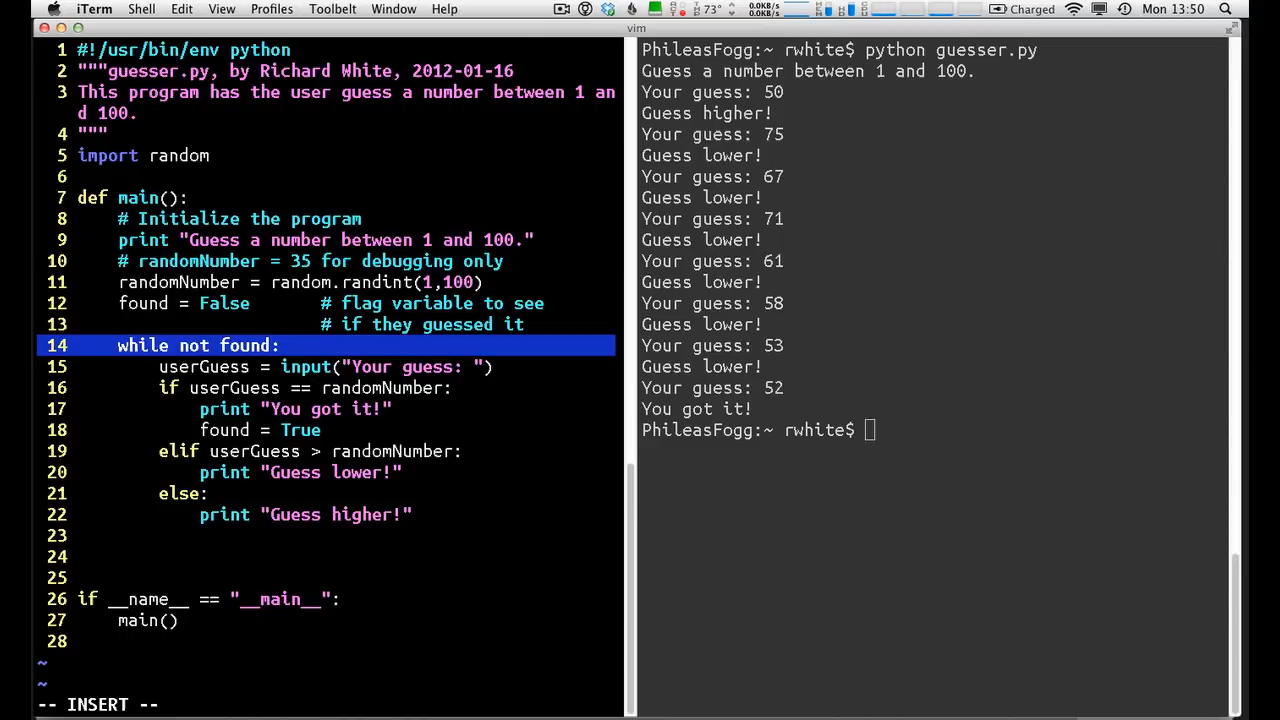 iTerm Shell Edit View Profiles Toolbelt Window Help 73° 0.0KB/s 0.0KB/s Charged Mon 13:50
vim
1 #!/usr/bin/env python
2 """guesser.py, by Richard White, 2012-01-16
3 This program has the user guess a number between 1 an
d 100.
4 """
5 import random
6
7 def main():
8 # Initialize the program
9 print "Guess a number between 1 and 100."
10 # randomNumber = 35 for debugging only
11 randomNumber = random.randint(1,100)
12 found = False # flag variable to see
13 # if they guessed it
14 while not found:
15 userGuess = input("Your guess: ")
16 if userGuess == randomNumber:
17 print "You got it!"
18 found = True
19 elif userGuess > randomNumber:
20 print "Guess lower!"
21 else:
22 print "Guess higher!"
23
24
25
26 if __name__ == "__main__":
27 main()
28
~
~
-- INSERT --
PhileasFogg:~ rwhite$ python guesser.py
Guess a number between 1 and 100.
Your guess: 50
Guess higher!
Your guess: 75
Guess lower!
Your guess: 67
Guess lower!
Your guess: 71
Guess lower!
Your guess: 61
Guess lower!
Your guess: 58
Guess lower!
Your guess: 53
Guess lower!
Your guess: 52
You got it!
PhileasFogg:~ rwhite$